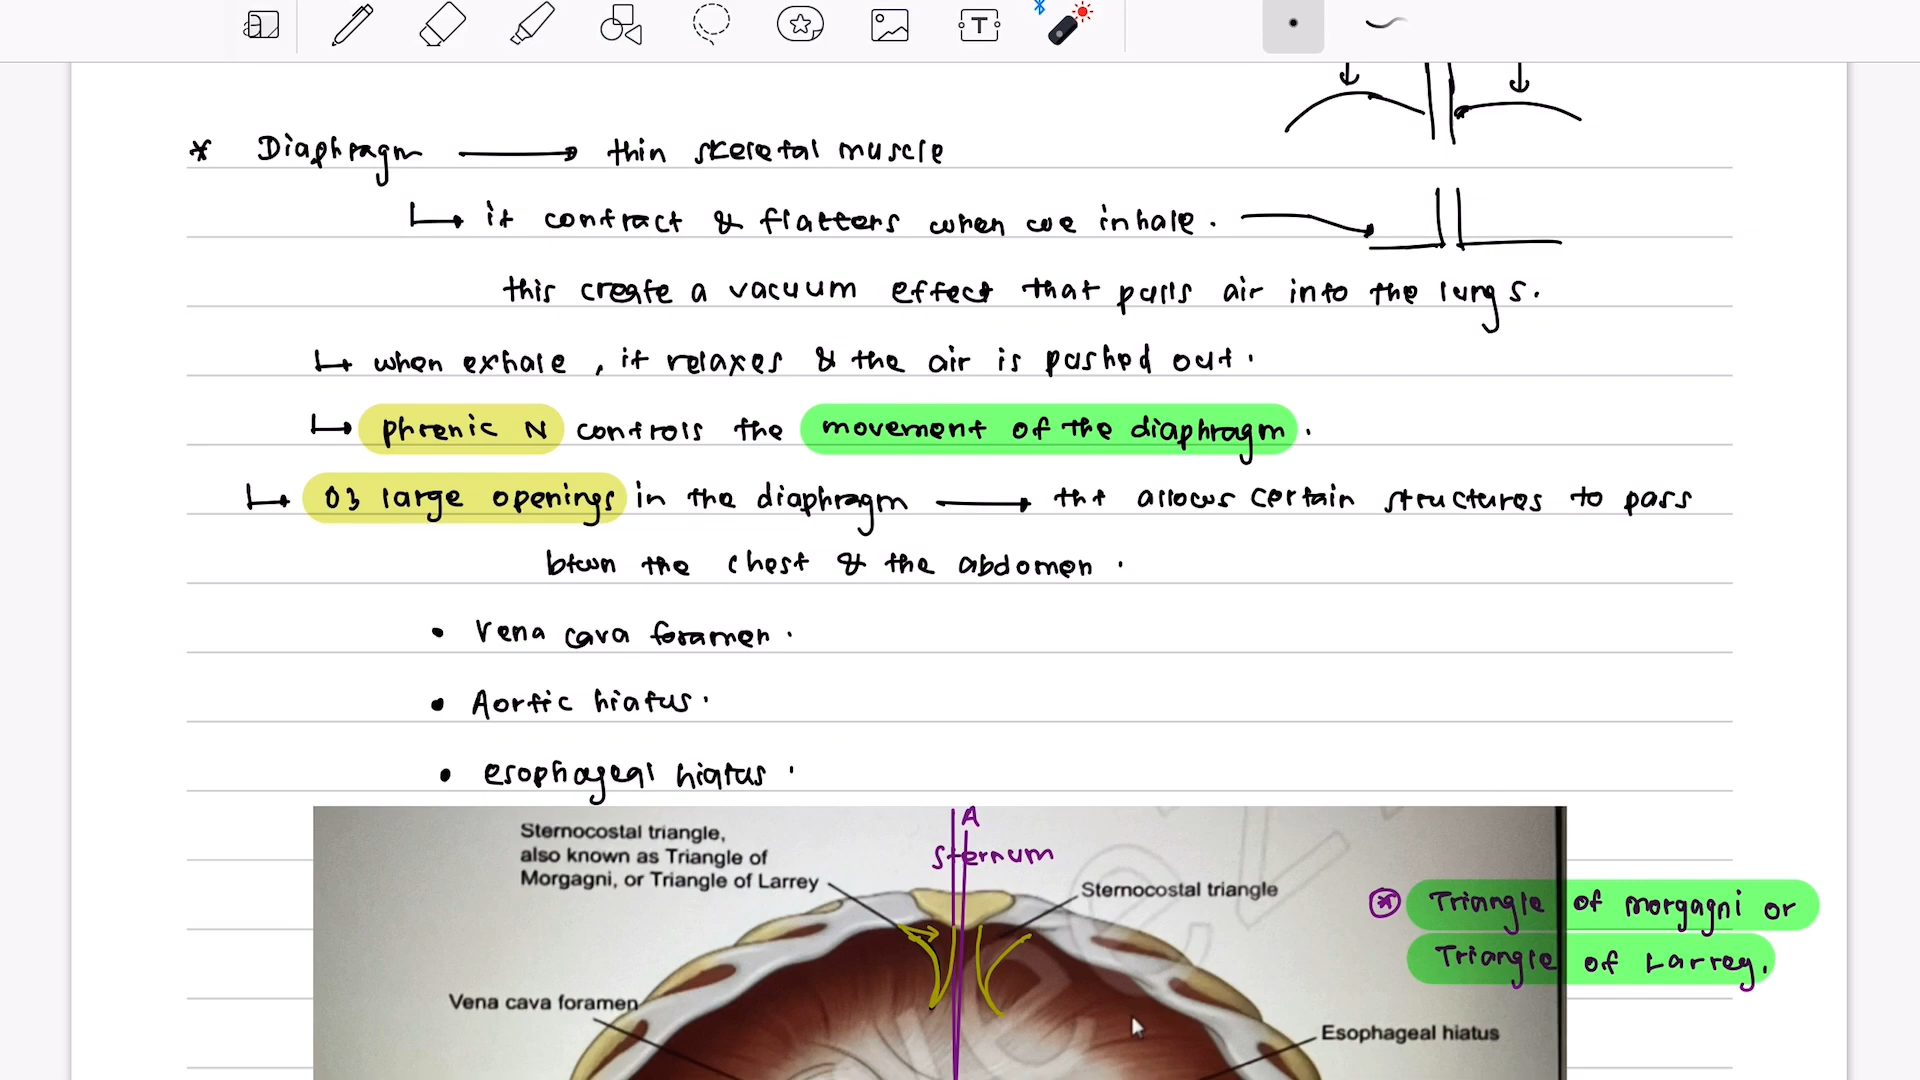 * Diaphragm → thin skeletal muscle
↳ it contract & flatters when we inhale. →
this create a vacuum effect that pulls air into the lungs.
↳ when exhale, it relaxes & the air is pushed out.
↳ phrenic N controls the movement of the diaphragm.
↳ 03 large openings in the diaphragm → tht allows certain structures to pass
btwn the chest & the abdomen.
• vena cava foramen.
• Aortic hiatus.
• esophageal hiatus.
A
sternum
Sternocostal triangle,
also known as Triangle of
Morgagni, or Triangle of Larrey
Sternocostal triangle
* Triangle of morgagni or
Triangle of Larrey.
Vena cava foramen
Esophageal hiatus